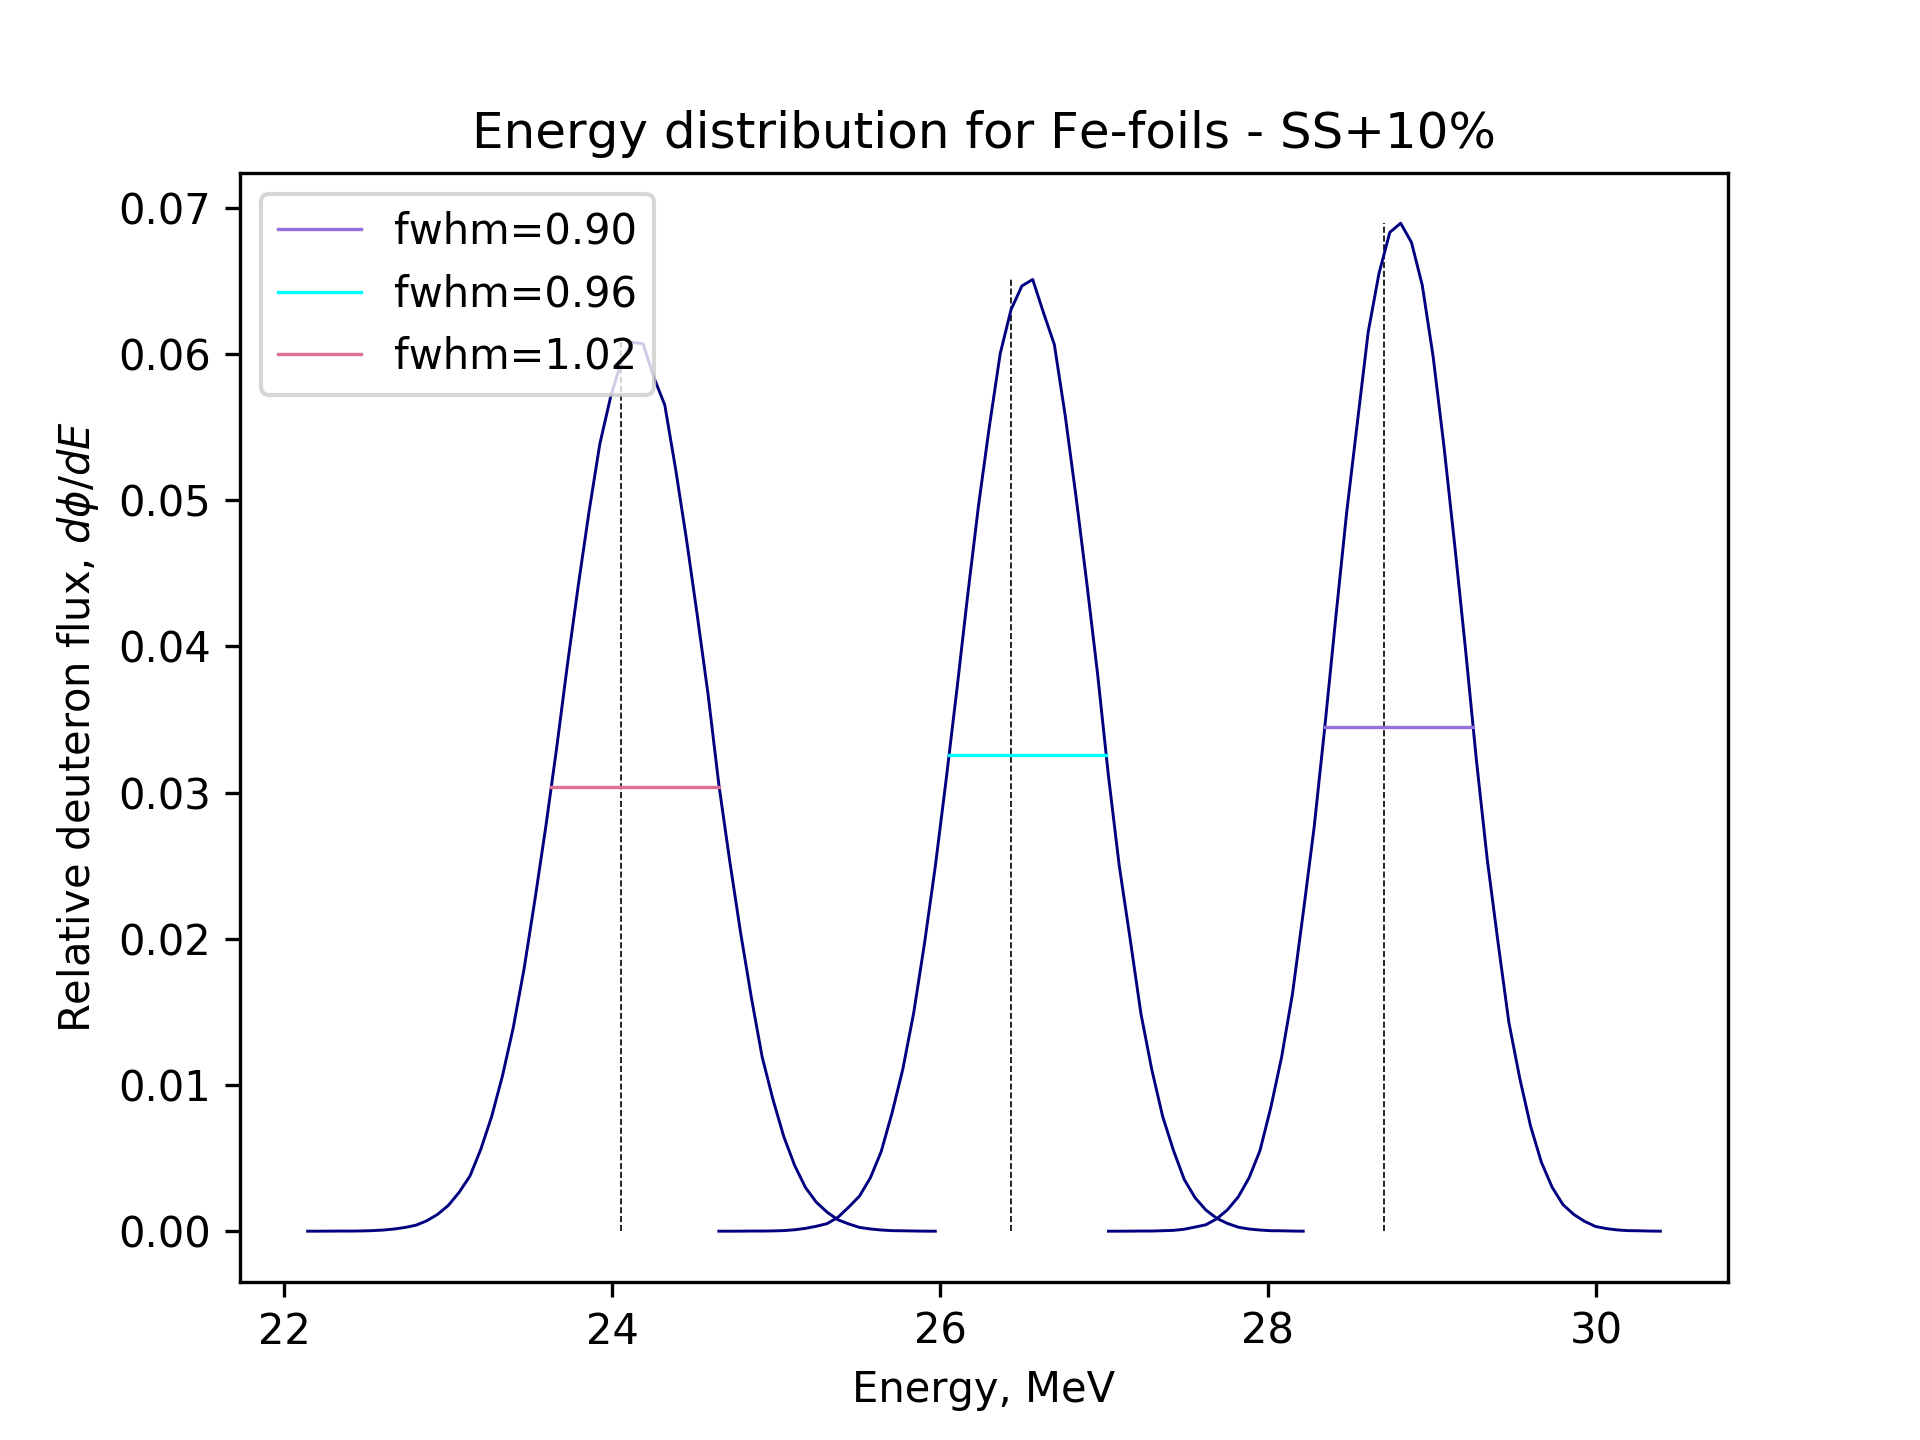 Energy distribution for Fe-foils - SS+10%
fwhm=0.90
fwhm=0.96
fwhm=1.02
0.07
0.06
0.05
0.04
0.03
0.02
0.01
0.00
Relative deuteron flux, dϕ/dE
22 24 26 28 30
Energy, MeV